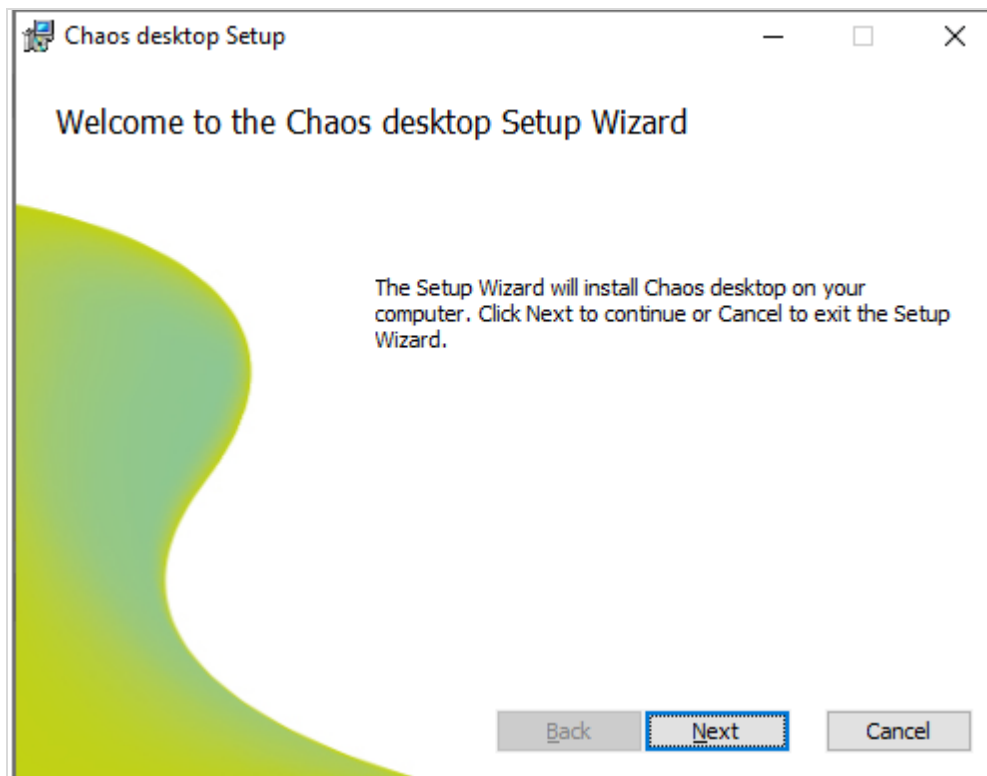 Chaos desktop Setup
Welcome to the Chaos desktop Setup Wizard
The Setup Wizard will install Chaos desktop on your
computer. Click Next to continue or Cancel to exit the Setup
Wizard.
Back Next Cancel